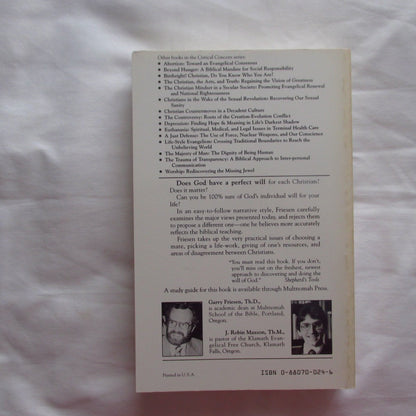 Other books in the Critical Concern series:
• Abortion: Toward an Evangelical Consensus
• Beyond Hunger: A Biblical Mandate for Social Responsibility
• Birthright! Christian, Do You Know Who You Are?
• The Christian, the Arts, and Truth: Regaining the Vision of Greatness
• The Christian Mindset in a Secular Society: Promoting Evangelical Renewal
and National Righteousness
• Christians in the Wake of the Sexual Revolution: Recovering Our Sexual
Sanity
• Christian Countermoves in a Decadent Culture
• The Controversy: Roots of the Creation-Evolution Conflict
• Depression: Finding Hope & Meaning in Life's Darkest Shadow
• Euthanasia: Spiritual, Medical, and Legal Issues in Terminal Health Care
• A Just Defense: The Use of Force, Nuclear Weapons, and Our Conscience
• Life-Style Evangelism: Crossing Traditional Boundaries to Reach the
Unbelieving World
• The Majesty of Man: The Dignity of Being Human
• The Trauma of Transparency: A Biblical Approach to Inter-personal
Communication
• Worship: Rediscovering the Missing Jewel
Does God have a perfect will for each Christian?
Does it matter?
Can you be 100% sure of God's individual will for your
life?
In an easy-to-follow narrative style, Friesen carefully
examines the major views presented today, and rejects them
to propose a different one—one he believes more accurately
reflects the biblical teaching.
Friesen takes up the very practical issues of choosing a
mate, picking a life-work, giving of one's resources, and
areas of disagreement between Christians.
"You must read this book. If you don't,
you'll miss out on the freshest, newest
approach to discovering and doing the
will of God." Shepherd's Tools
A study guide for this book is available through Multnomah Press.
Garry Friesen, Th.D.,
is academic dean at Multnomah
School of the Bible, Portland,
Oregon.
J. Robin Maxson, Th.M.,
is pastor of the Klamath Evan-
gelical Free Church, Klamath
Falls, Oregon.
Printed in U.S.A.
ISBN 0-88070-024-6